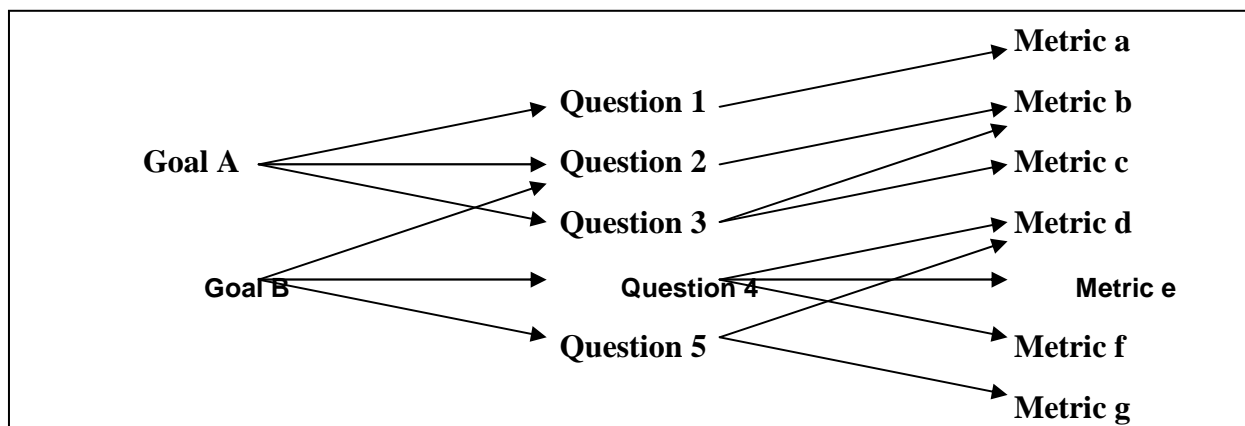 Metric a
Question 1
Metric b
Goal A
Question 2
Metric c
Question 3
Metric d
Goal B
Question 4
Metric e
Question 5
Metric f
Metric g